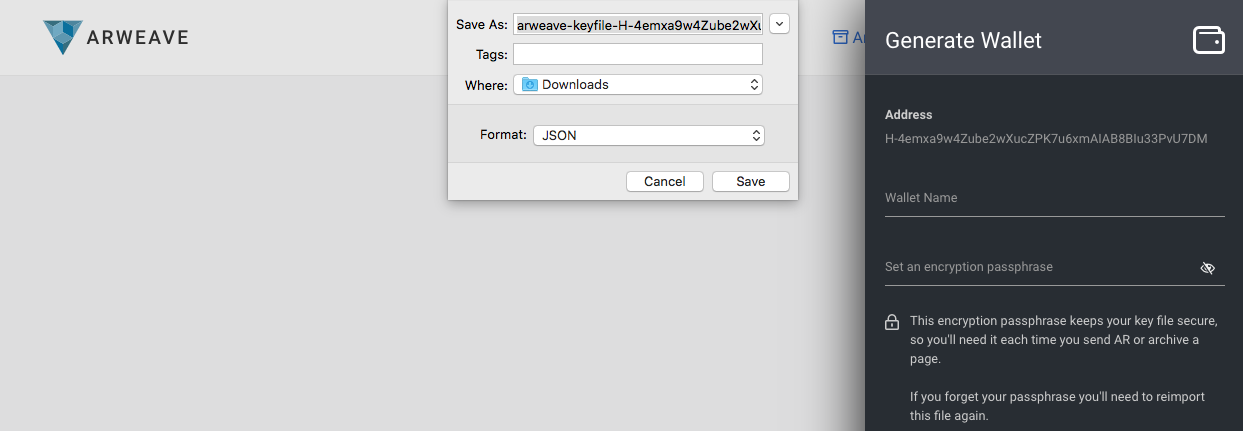 ARWEAVE
Save As: arweave-keyfile-H-4emxa9w4Zube2wXu
Tags:
Where: Downloads
Format: JSON
Cancel Save
Generate Wallet
Address
H-4emxa9w4Zube2wXucZPK7u6xmAIAB8BIu33PvU7DM
Wallet Name
Set an encryption passphrase
This encryption passphrase keeps your key file secure,
so you'll need it each time you send AR or archive a
page.
If you forget your passphrase you'll need to reimport
this file again.